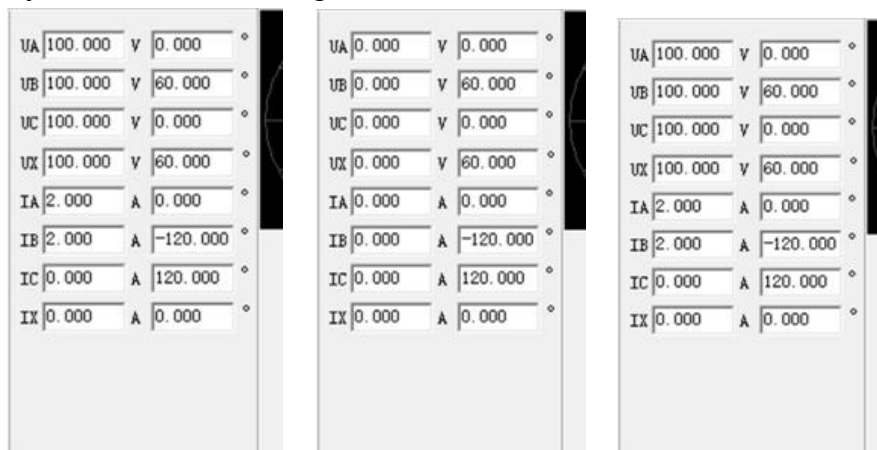 UA 100.000 V 0.000 °
UB 100.000 V 60.000 °
UC 100.000 V 0.000 °
UX 100.000 V 60.000 °
IA 2.000 A 0.000 °
IB 2.000 A -120.000 °
IC 0.000 A 120.000 °
IX 0.000 A 0.000 °
UA 0.000 V 0.000 °
UB 0.000 V 60.000 °
UC 0.000 V 0.000 °
UX 0.000 V 60.000 °
IA 0.000 A 0.000 °
IB 0.000 A -120.000 °
IC 0.000 A 120.000 °
IX 0.000 A 0.000 °
UA 100.000 V 0.000 °
UB 100.000 V 60.000 °
UC 100.000 V 0.000 °
UX 100.000 V 60.000 °
IA 2.000 A 0.000 °
IB 2.000 A -120.000 °
IC 0.000 A 120.000 °
IX 0.000 A 0.000 °